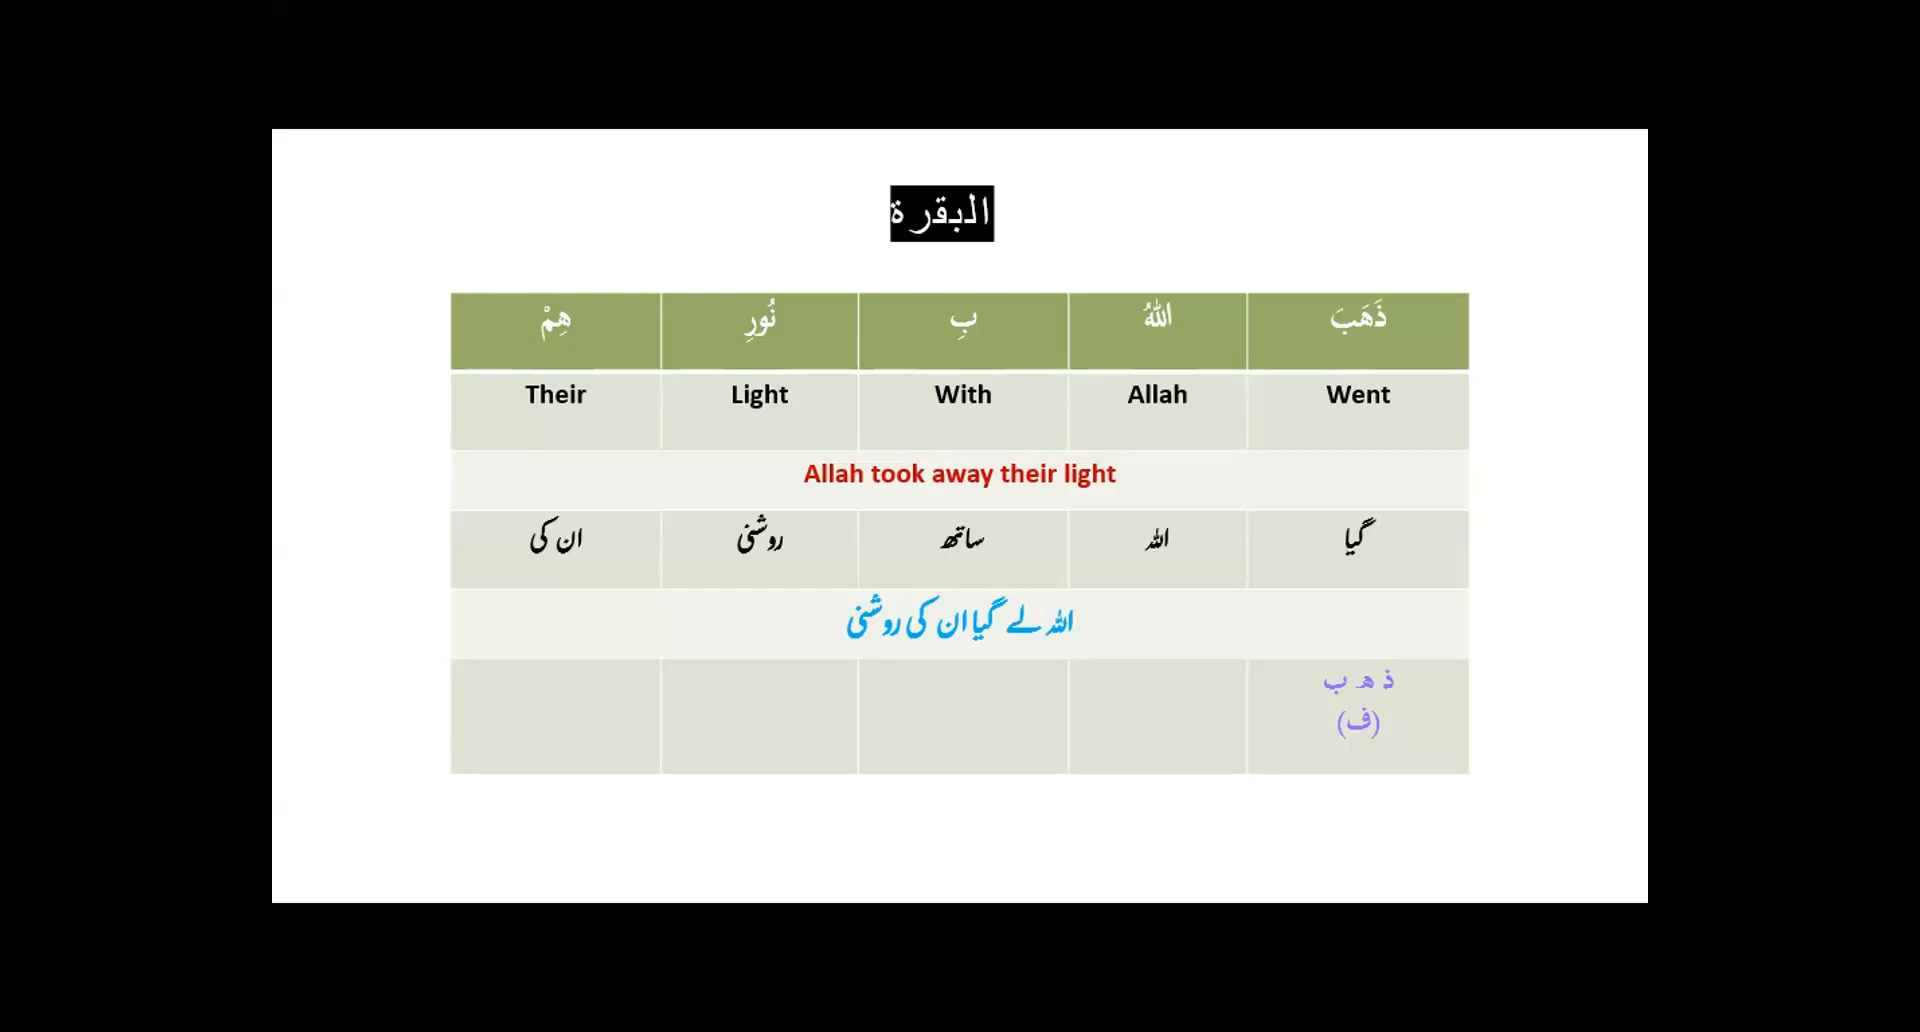 البقرة
ذَهَبَ اللّٰهُ بِ نُورِ هِمْ
Went Allah With Light Their
Allah took away their light
گیا اللہ ساتھ روشنی ان کی
اللہ لے گیا ان کی روشنی
ذ ھ ب
(ف)